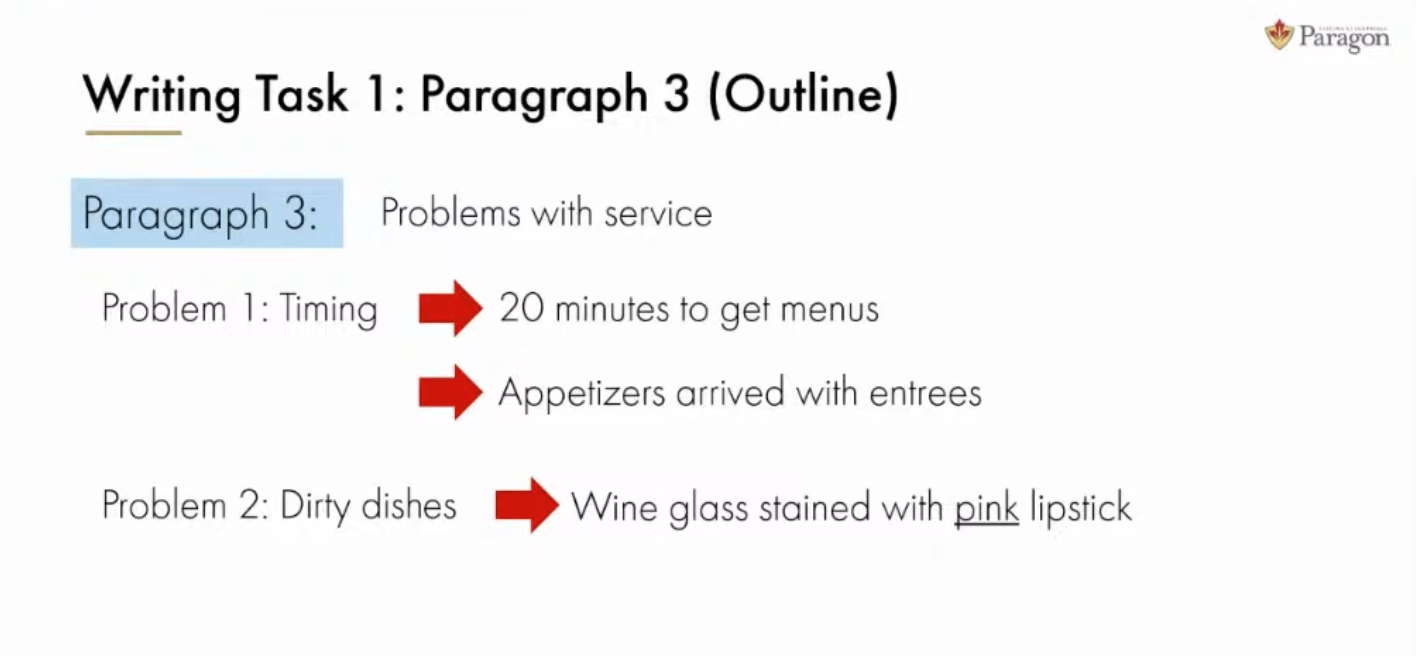 Paragon
Writing Task 1: Paragraph 3 (Outline)
Paragraph 3: Problems with service
Problem 1: Timing 20 minutes to get menus
Appetizers arrived with entrees
Problem 2: Dirty dishes Wine glass stained with pink lipstick